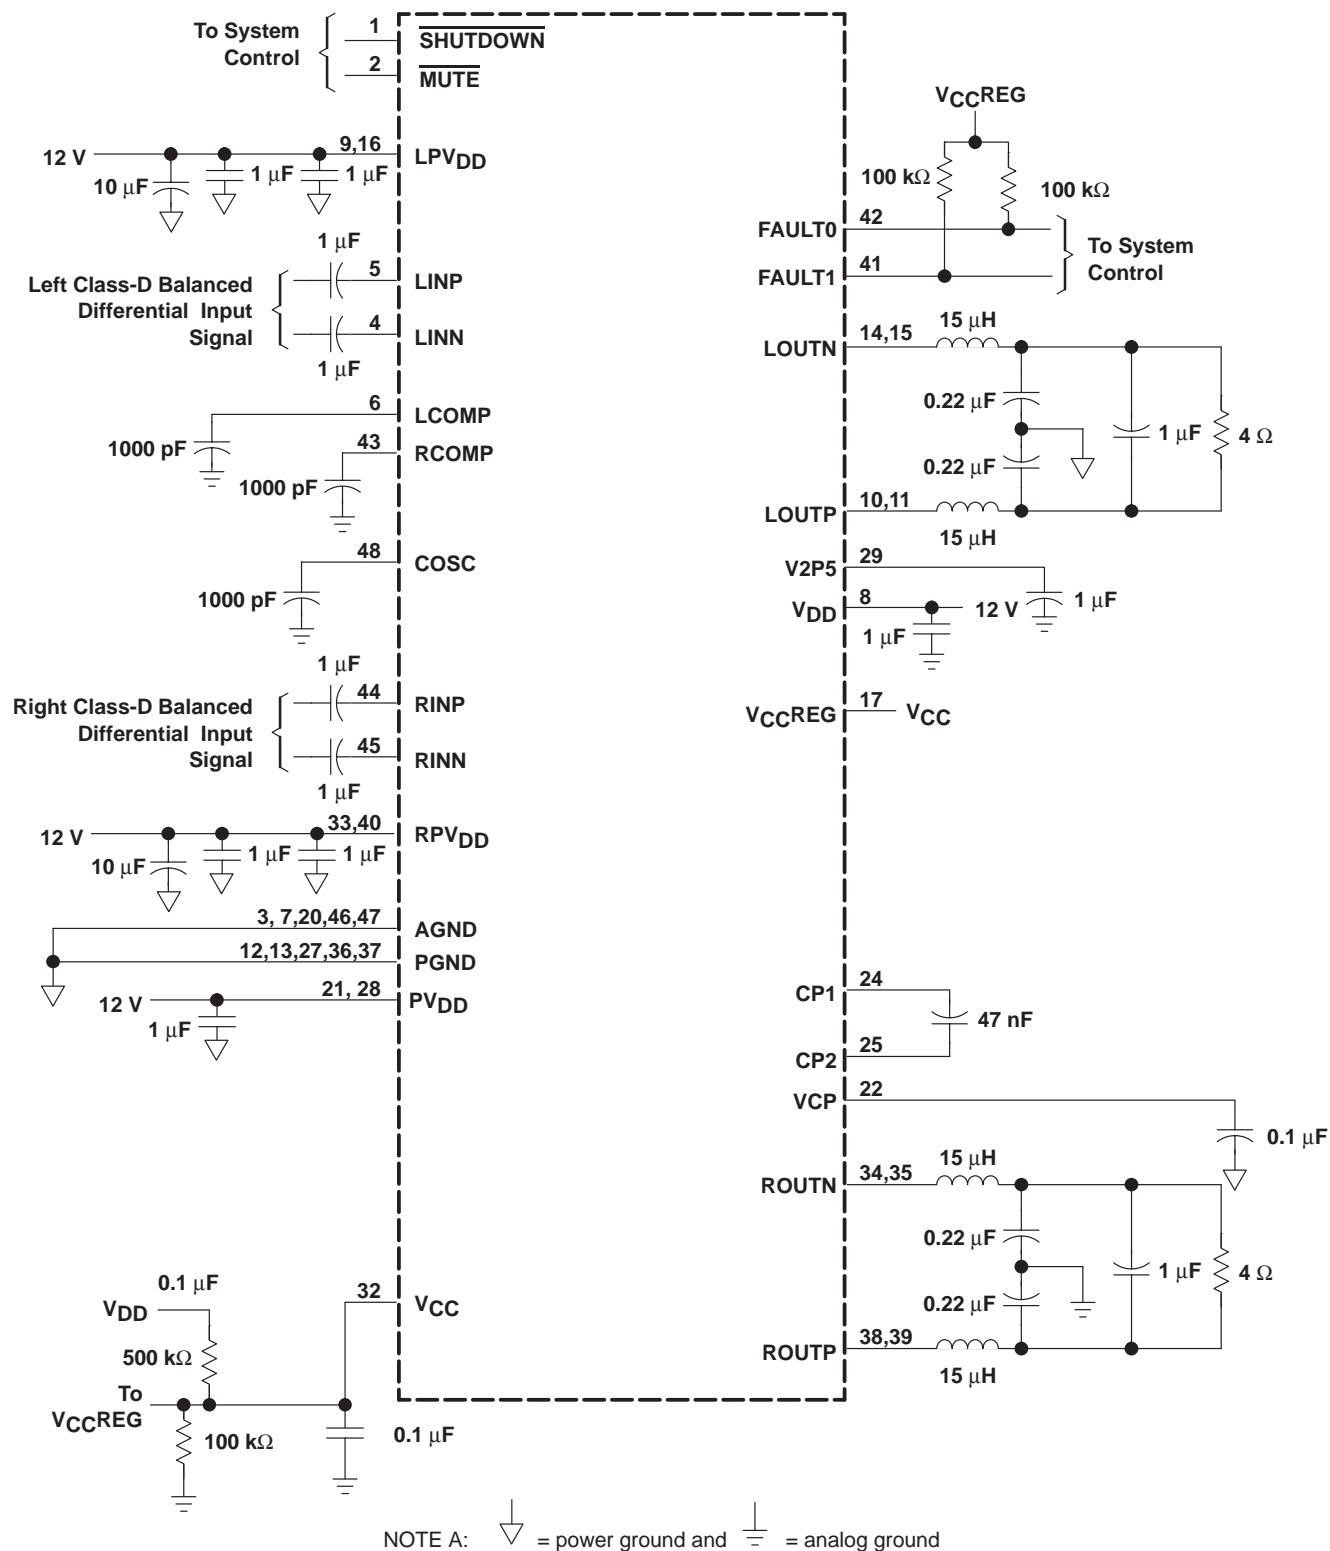 To System
Control
1
SHUTDOWN
2
MUTE
12 V
9,16
LPVDD
10 µF
1 µF
1 µF
Left Class-D Balanced
Differential Input
Signal
1 µF
5
LINP
4
LINN
1 µF
6
LCOMP
1000 pF
43
RCOMP
1000 pF
48
COSC
1000 pF
Right Class-D Balanced
Differential Input
Signal
1 µF
44
RINP
45
RINN
1 µF
12 V
33,40
RPVDD
10 µF
1 µF
1 µF
3, 7,20,46,47
AGND
12,13,27,36,37
PGND
12 V
21, 28
PVDD
1 µF
0.1 µF
VDD
500 kΩ
To
VCCREG
100 kΩ
32
VCC
0.1 µF
VCCREG
100 kΩ
100 kΩ
FAULT0
42
FAULT1
41
To System
Control
LOUTN
14,15
15 µH
0.22 µF
0.22 µF
1 µF
4 Ω
LOUTP
10,11
15 µH
V2P5
29
1 µF
VDD
8
12 V
1 µF
VCCREG
17
VCC
CP1
24
47 nF
CP2
25
VCP
22
0.1 µF
ROUTN
34,35
15 µH
0.22 µF
0.22 µF
1 µF
4 Ω
ROUTP
38,39
15 µH
NOTE A: = power ground and = analog ground